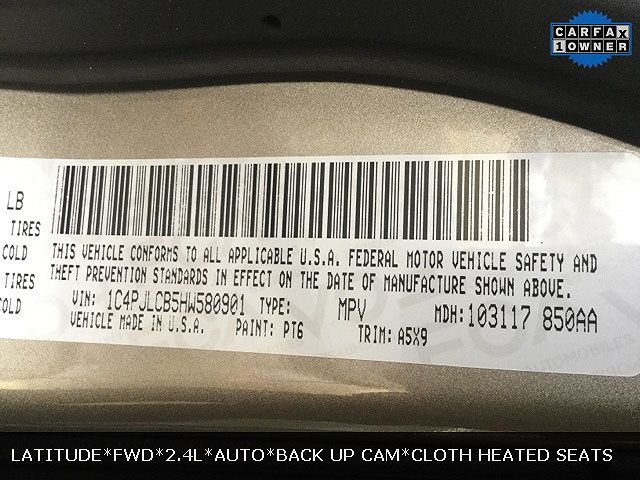 CARFAX
1 OWNER
LB
TIRES
COLD
TIRES
COLD
THIS VEHICLE CONFORMS TO ALL APPLICABLE U.S.A. FEDERAL MOTOR VEHICLE SAFETY AND
THEFT PREVENTION STANDARDS IN EFFECT ON THE DATE OF MANUFACTURE SHOWN ABOVE.
VIN: 1C4PJLCB5HW580901 TYPE: MPV MDH:103117 850AA
VEHICLE MADE IN U.S.A. PAINT: PT6 TRIM: A5X9
LATITUDE*FWD*2.4L*AUTO*BACK UP CAM*CLOTH HEATED SEATS